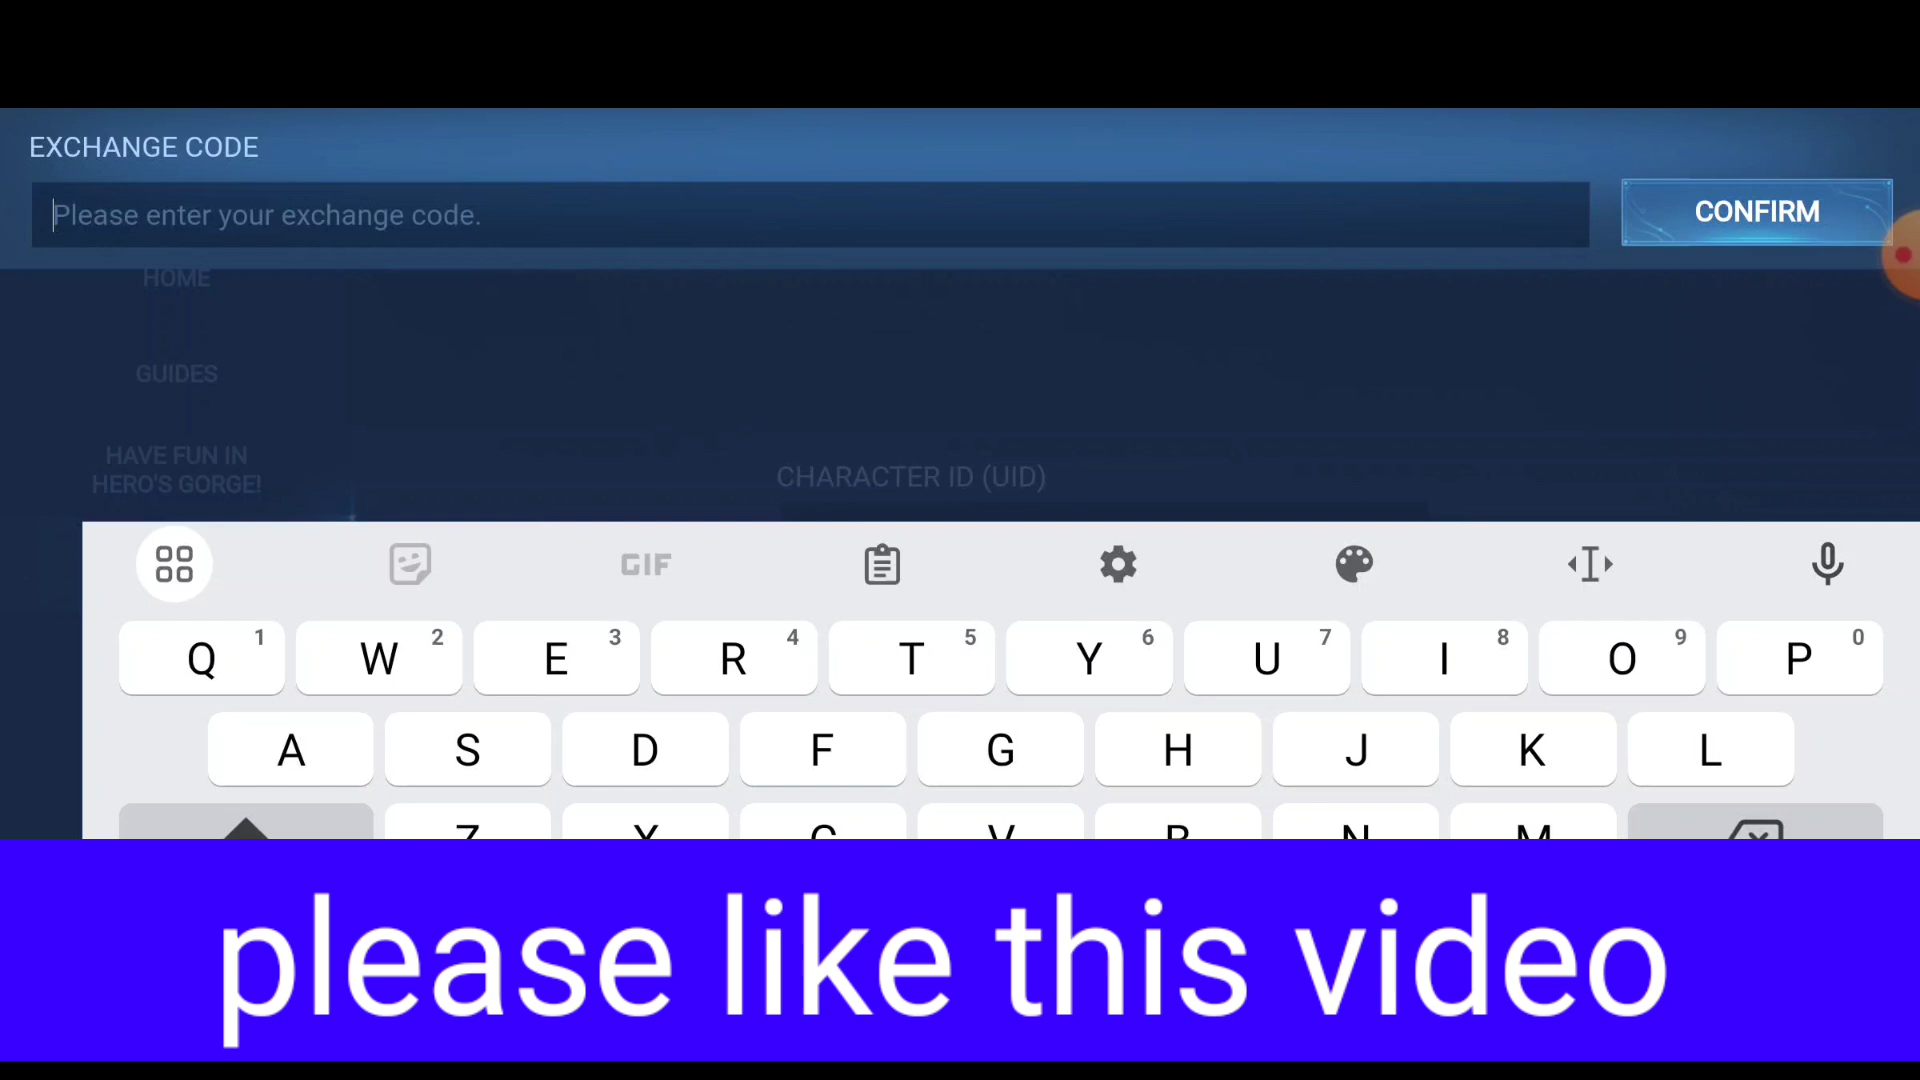 EXCHANGE CODE
Please enter your exchange code.
CONFIRM
HOME
GUIDES
HAVE FUN IN
HERO'S GORGE!
CHARACTER ID (UID)
GIF
Q 1 W 2 E 3 R 4 T 5 Y 6 U 7 I 8 O 9 P 0
A S D F G H J K L
Z X C V B N M
please like this video